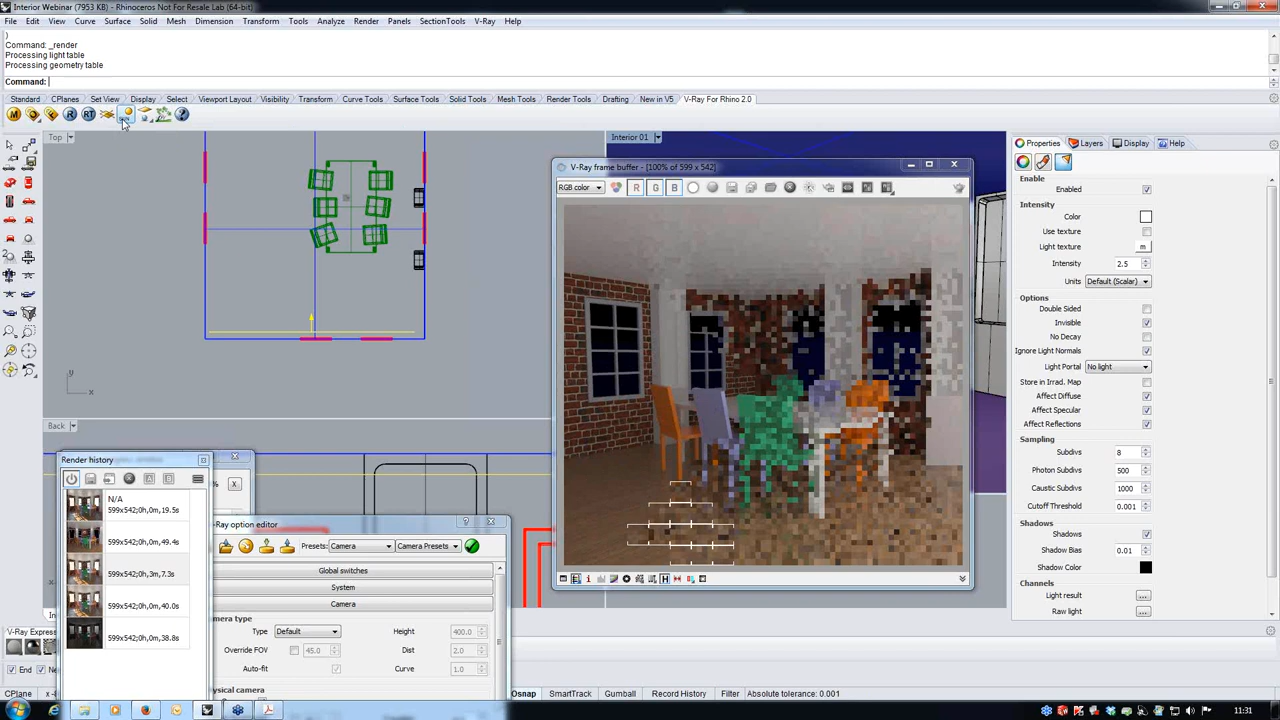 Interior Webinar (7953 KB) - Rhinoceros Not For Resale Lab (64-bit)
File Edit View Curve Surface Solid Mesh Dimension Transform Tools Analyze Render Panels SectionTools V-Ray Help
)
Command: _render
Processing light table
Processing geometry table
Command:
Standard CPlanes Set View Display Select Viewport Layout Visibility Transform Curve Tools Surface Tools Solid Tools Mesh Tools Render Tools Drafting New in V5 V-Ray For Rhino 2.0
M R RT
Top
Interior 01
Properties Layers Display Help
V-Ray frame buffer - [100% of 599 x 542]
RGB color R G B
Enable
Enabled
Intensity
Color
Use texture
Light texture m
Intensity 2.5
Units Default (Scalar)
Options
Double Sided
Invisible
No Decay
Ignore Light Normals
Light Portal No light
Store in Irrad. Map
Affect Diffuse
Affect Specular
Affect Reflections
Sampling
Subdivs 8
Photon Subdivs 500
Caustic Subdivs 1000
Cutoff Threshold 0.001
Shadows
Shadows
Shadow Bias 0.01
Shadow Color
Channels
Light result ...
Raw light ...
y
x
Back
Render history
N/A
599x542;0h,0m,19.5s
599x542;0h,0m,49.4s
599x542;0h,3m,7.3s
599x542;0h,0m,40.0s
599x542;0h,0m,38.8s
-Ray option editor
Presets: Camera Camera Presets
Global switches
System
Camera
amera type
Type Default Height 400.0
Override FOV 45.0 Dist 2.0
Auto-fit Curve 1.0
hysical camera
V-Ray Express
End
CPlane
Osnap SmartTrack Gumball Record History Filter Absolute tolerance: 0.001
11:31